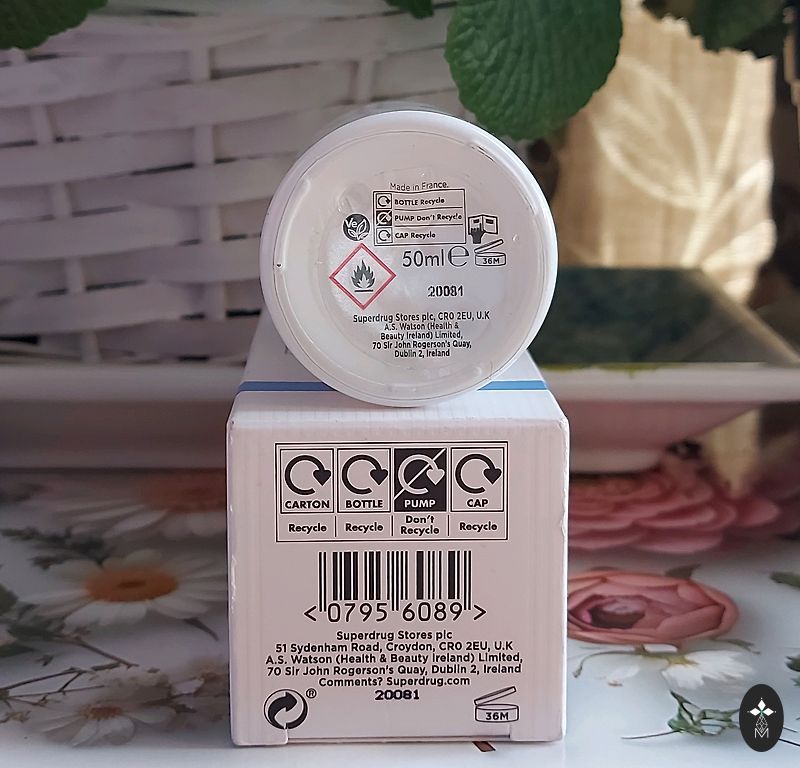 Made in France.
BOTTLE Recycle
PUMP Don't Recycle
CAP Recycle
Ve
50ml e
36M
20081
Superdrug Stores plc, CR0 2EU, U.K
A.S. Watson (Health &
Beauty Ireland) Limited,
70 Sir John Rogerson's Quay,
Dublin 2, Ireland
CARTON BOTTLE PUMP CAP
Recycle Recycle Don't Recycle Recycle
<0795 6089>
Superdrug Stores plc
51 Sydenham Road, Croydon, CR0 2EU, U.K
A.S. Watson (Health & Beauty Ireland) Limited,
70 Sir John Rogerson's Quay, Dublin 2, Ireland
Comments? Superdrug.com
20081
®
36M
M